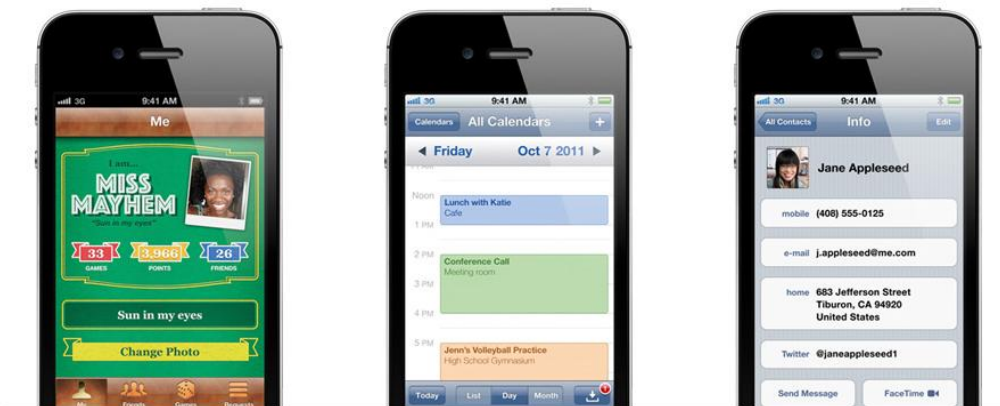 3G 9:41 AM
Me
I am...
MISS
MAYHEM
"Sun in my eyes"
33 3,966 26
GAMES POINTS FRIENDS
Sun in my eyes
Change Photo
Me Friends Games Requests
3G 9:41 AM
Calendars All Calendars +
Friday Oct 7 2011
Noon
Lunch with Katie
Cafe
1 PM
2 PM
Conference Call
Meeting room
3 PM
4 PM
5 PM
Jenn's Volleyball Practice
High School Gymnasium
Today List Day Month 1
3G 9:41 AM
All Contacts Info Edit
Jane Appleseed
mobile (408) 555-0125
e-mail j.appleseed@me.com
home 683 Jefferson Street
Tiburon, CA 94920
United States
Twitter @janeappleseed1
Send Message FaceTime